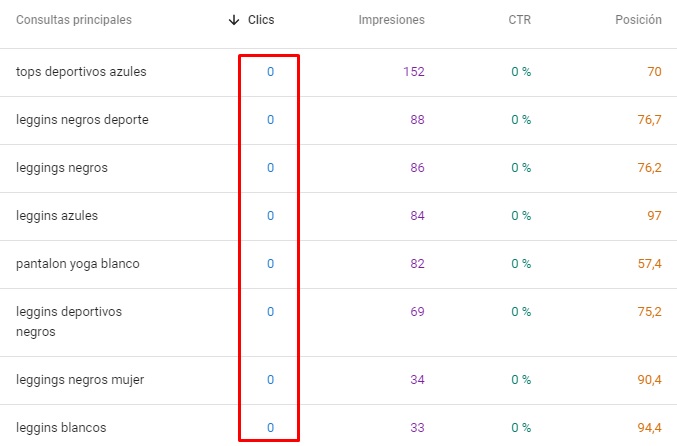 Consultas principales ↓ Clics Impresiones CTR Posición
tops deportivos azules 0 152 0 % 70
leggins negros deporte 0 88 0 % 76,7
leggings negros 0 86 0 % 76,2
leggins azules 0 84 0 % 97
pantalon yoga blanco 0 82 0 % 57,4
leggins deportivos 0 69 0 % 75,2
negros
leggings negros mujer 0 34 0 % 90,4
leggins blancos 0 33 0 % 94,4